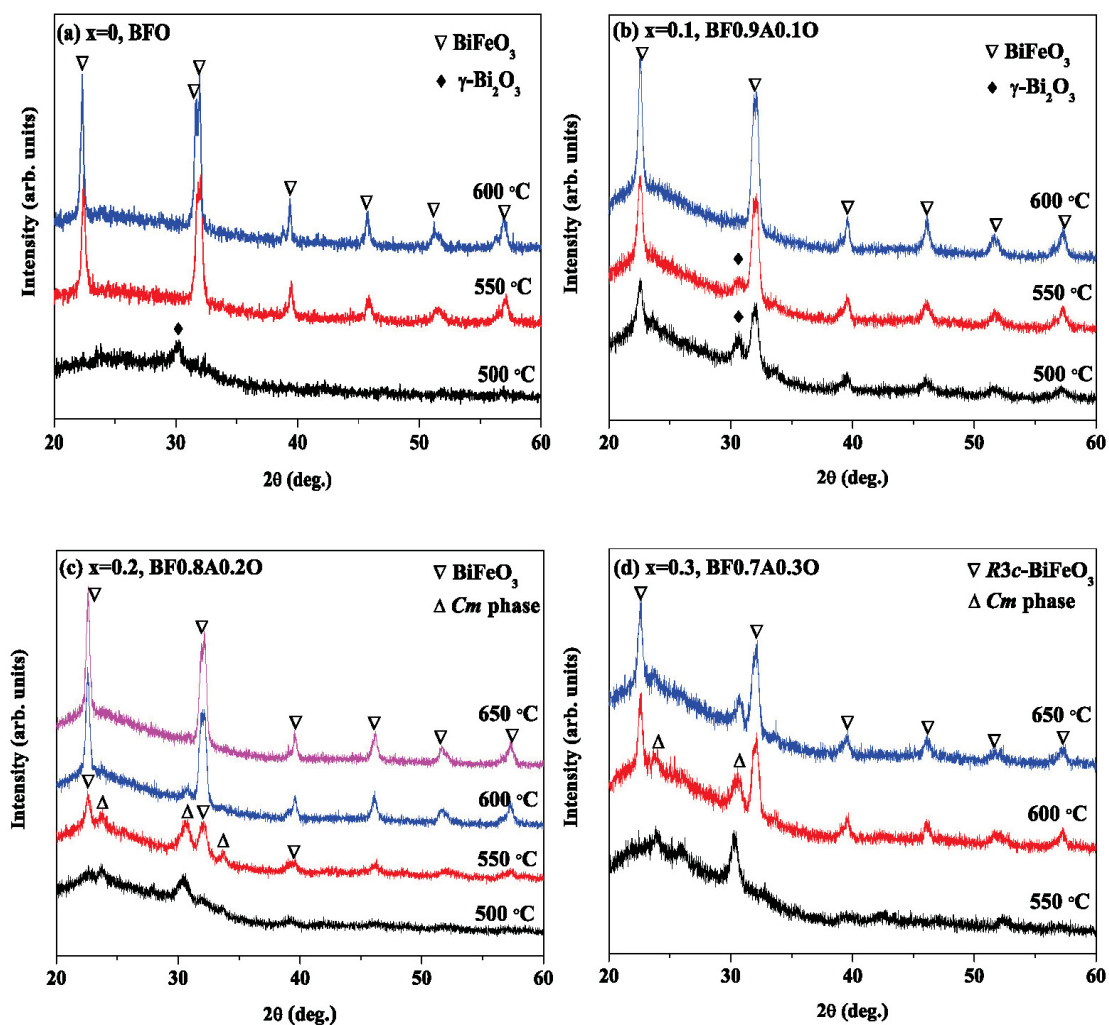 (a) x=0, BFO
▽ BiFeO₃
◆ γ-Bi₂O₃
600 °C
550 °C
500 °C
Intensity (arb. units)
20 30 40 50 60
2θ (deg.)
(b) x=0.1, BF0.9A0.1O
▽ BiFeO₃
◆ γ-Bi₂O₃
600 °C
550 °C
500 °C
Intensity (arb. units)
20 30 40 50 60
2θ (deg.)
(c) x=0.2, BF0.8A0.2O
▽ BiFeO₃
△ Cm phase
650 °C
600 °C
550 °C
500 °C
Intensity (arb. units)
20 30 40 50 60
2θ (deg.)
(d) x=0.3, BF0.7A0.3O
▽ R3c-BiFeO₃
△ Cm phase
650 °C
600 °C
550 °C
Intensity (arb. units)
20 30 40 50 60
2θ (deg.)